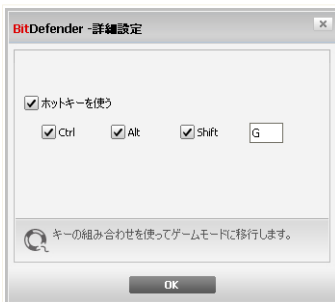 BitDefender -詳細設定
ホットキーを使う
Ctrl Alt Shift G
キーの組み合わせを使ってゲームモードに移行します。
OK